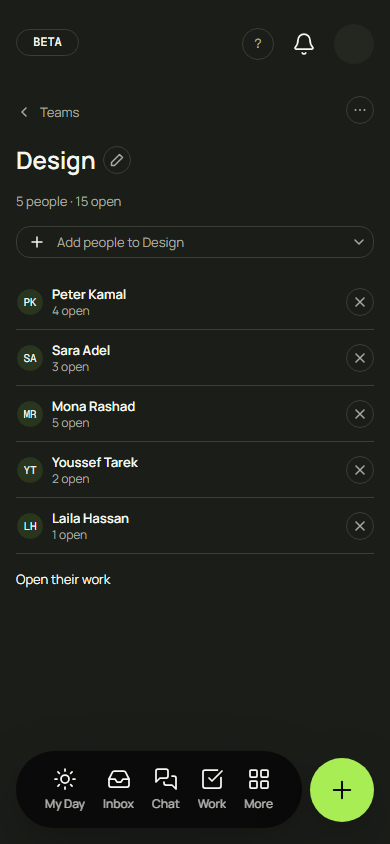 BETA
?
Teams
Design
5 people · 15 open
Add people to Design
PK
Peter Kamal
4 open
SA
Sara Adel
3 open
MR
Mona Rashad
5 open
YT
Youssef Tarek
2 open
LH
Laila Hassan
1 open
Open their work
My Day
Inbox
Chat
Work
More